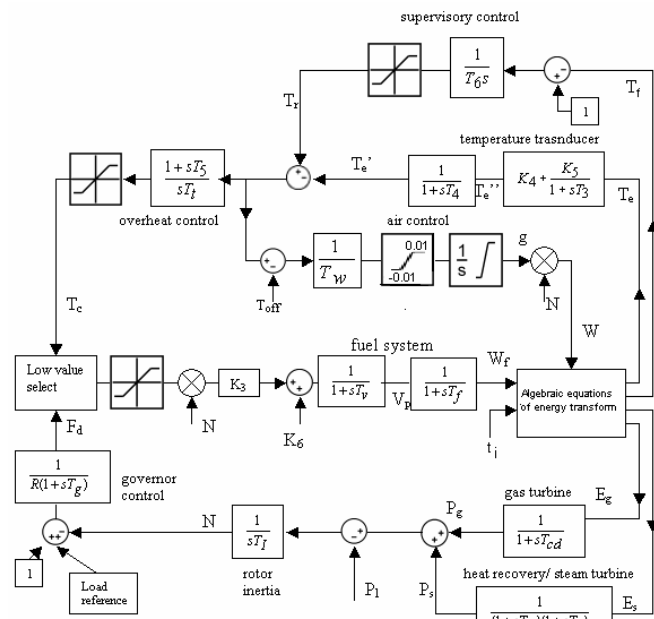 supervisory control
1
T6s
+ -
Tf
1
Tr
temperature trasnducer
1+sT5
sTt
+ -
Te'
1
1+sT4
Te''
K4 + K5
1+sT3
Te
overheat control
air control
+ -
Toff
1
Tw
0.01
-0.01
1
s
g
N
W
Tc
fuel system
Low value
select
N
K3
+ +
K6
1
1+sTv
Vp
1
1+sTf
Wf
Algebraic equations
of energy transform
ti
Fd
1
R(1+sTg)
governor
control
N
1
sTI
rotor
inertia
- +
Pl
Pg
+ +
Ps
gas turbine
1
1+sTcd
Eg
++ -
1
Load
reference
heat recovery/ steam turbine
1
Es